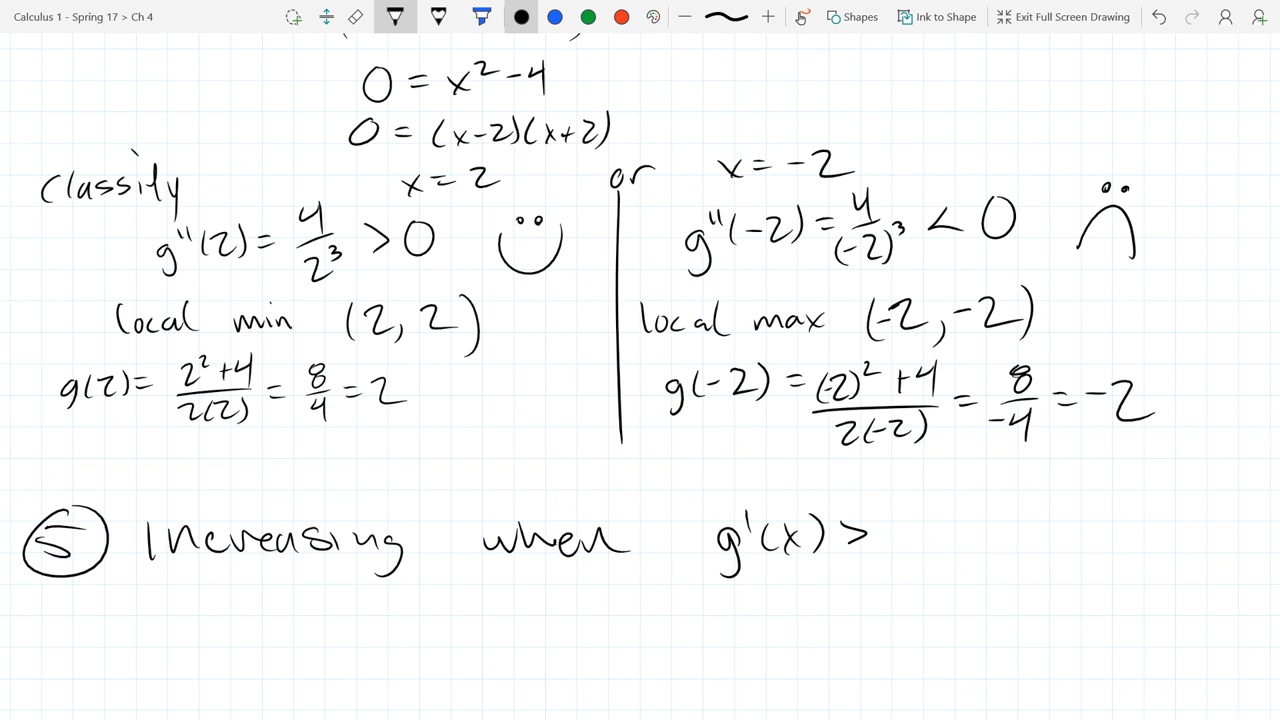 Calculus 1 - Spring 17 > Ch 4
Shapes
Ink to Shape
Exit Full Screen Drawing
0 = x² - 4
0 = (x-2)(x+2)
x = 2 or x = -2
Classify
g''(2) = 4/2³ > 0
local min (2, 2)
g(2) = (2²+4)/(2(2)) = 8/4 = 2
g''(-2) = 4/(-2)³ < 0
local max (-2, -2)
g(-2) = ((-2)²+4)/(2(-2)) = 8/-4 = -2
5 Increasing when g'(x) >